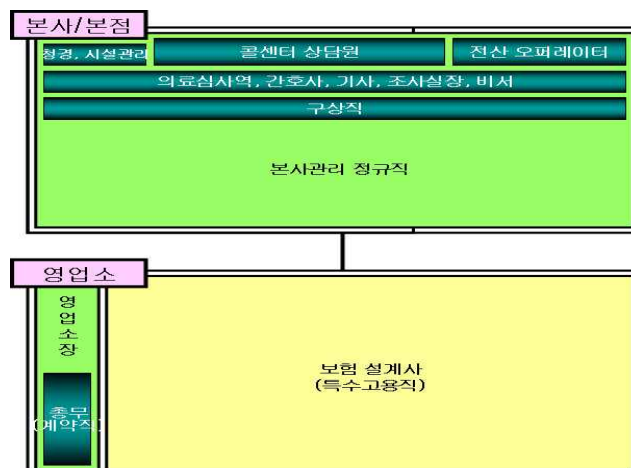 본사/본점
청경, 시설관리
콜센터 상담원
전산 오퍼레이터
의료심사역, 간호사, 기사, 조사실장, 비서
구상직
본사관리 정규직
영업소
영
업
소
장
보험 설계사
(특수고용직)
총무
(계약직)